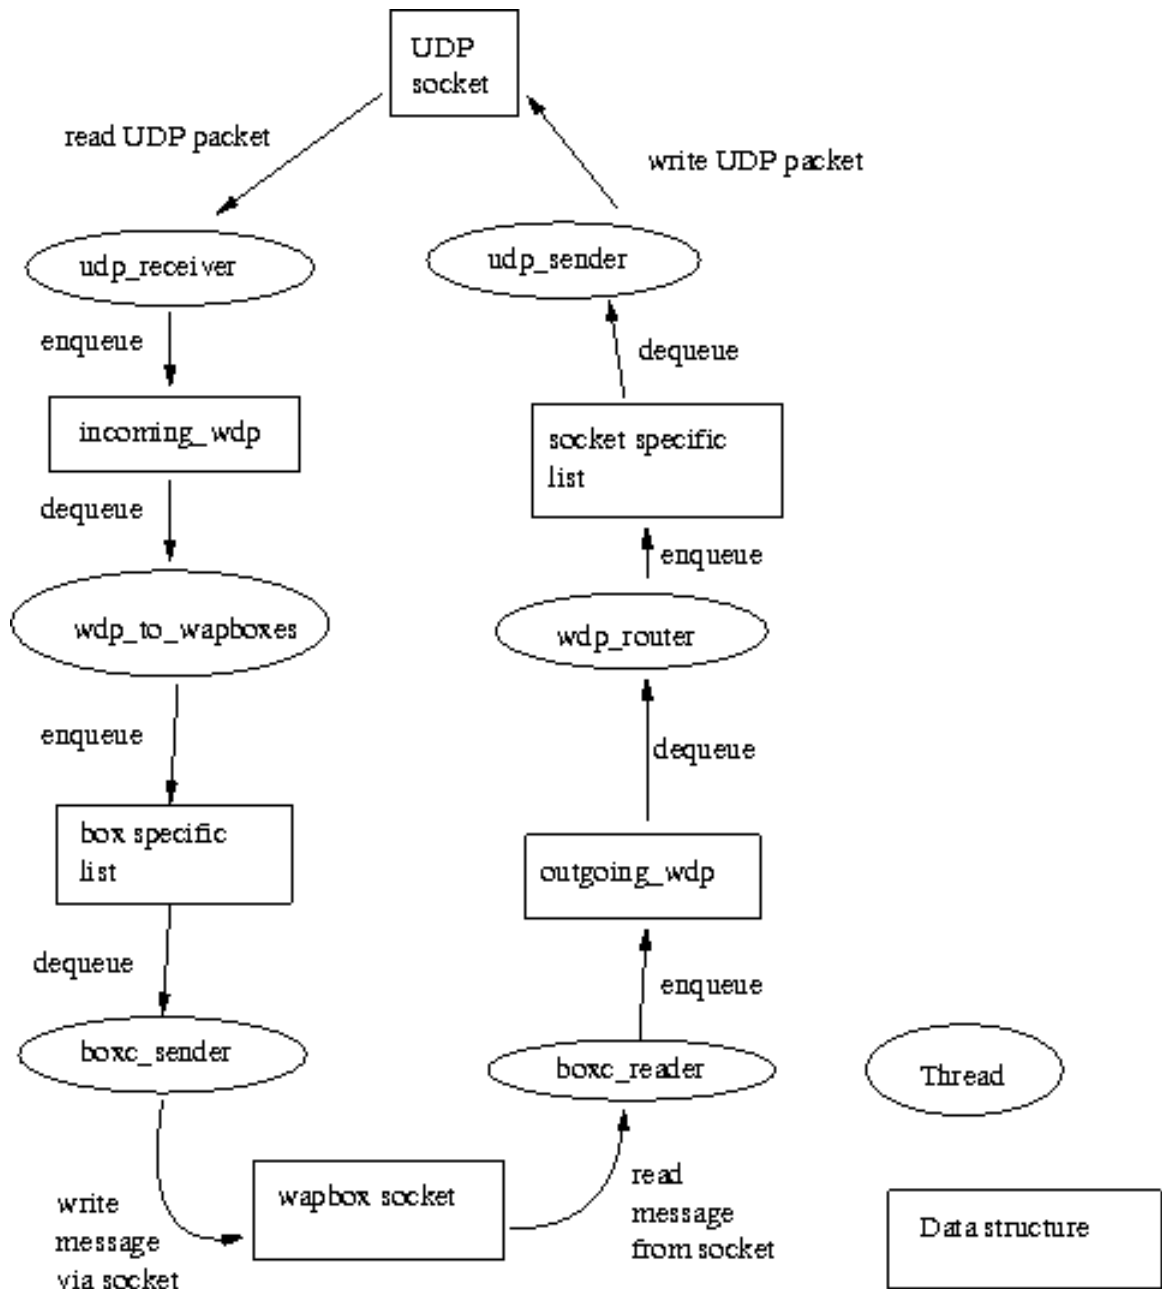 UDP
socket
read UDP packet
write UDP packet
udp_receiver
udp_sender
enqueue
dequeue
incoming_wdp
socket specific
list
dequeue
enqueue
wdp_to_wapboxes
wdp_router
enqueue
dequeue
box specific
list
outgoing_wdp
dequeue
enqueue
boxc_sender
boxc_reader
Thread
write
message
via socket
wapbox socket
read
message
from socket
Data structure